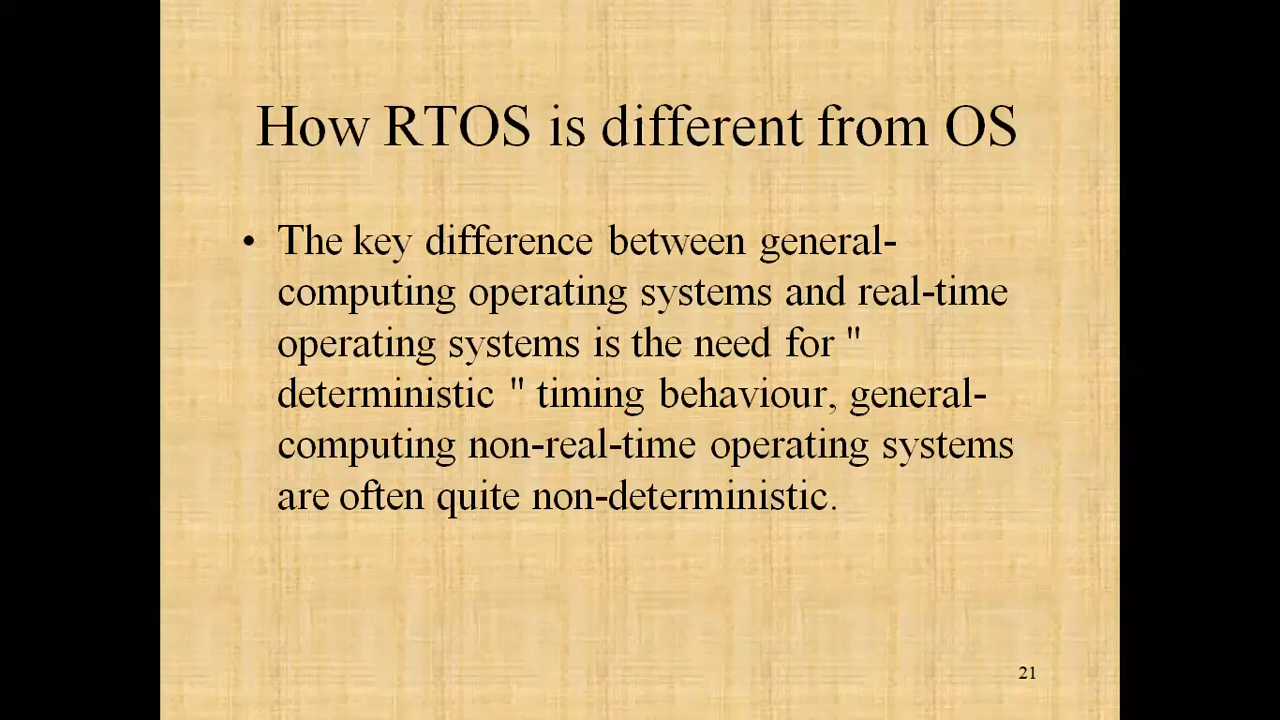 How RTOS is different from OS
• The key difference between general-
computing operating systems and real-time
operating systems is the need for "
deterministic " timing behaviour, general-
computing non-real-time operating systems
are often quite non-deterministic.
21